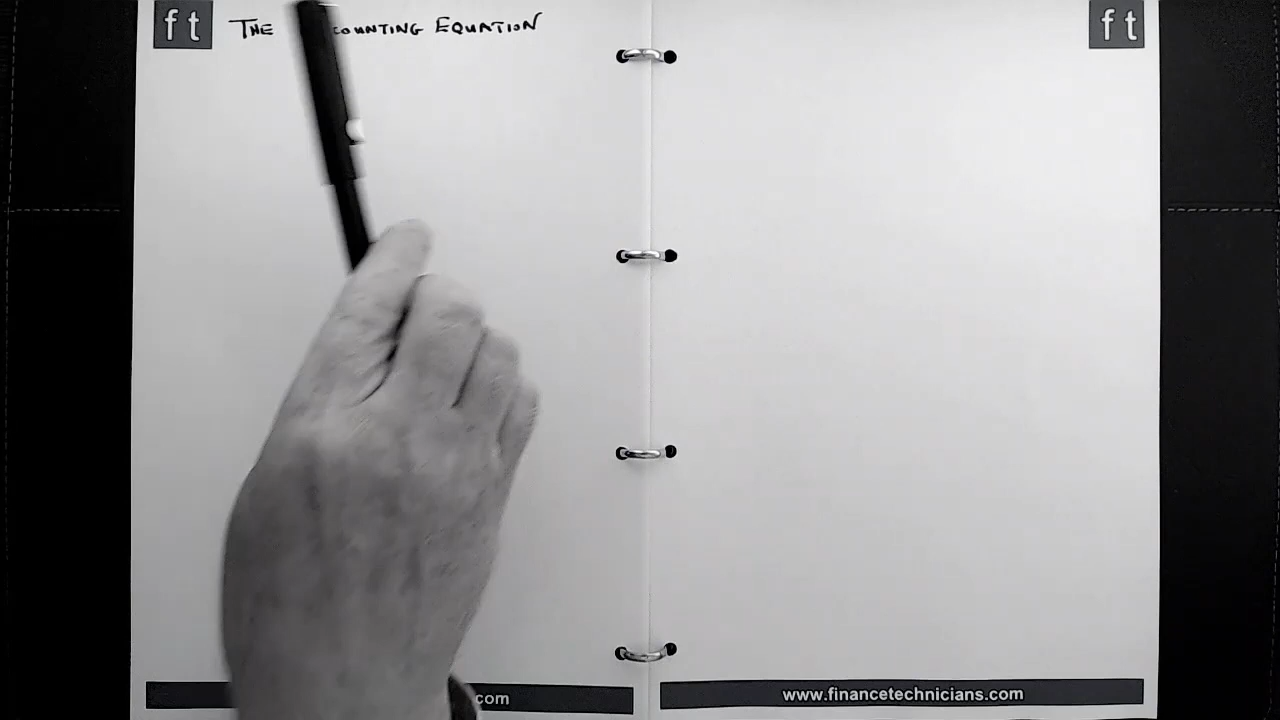 ft THE COUNTING EQUATION
ft
com
www.financetechnicians.com